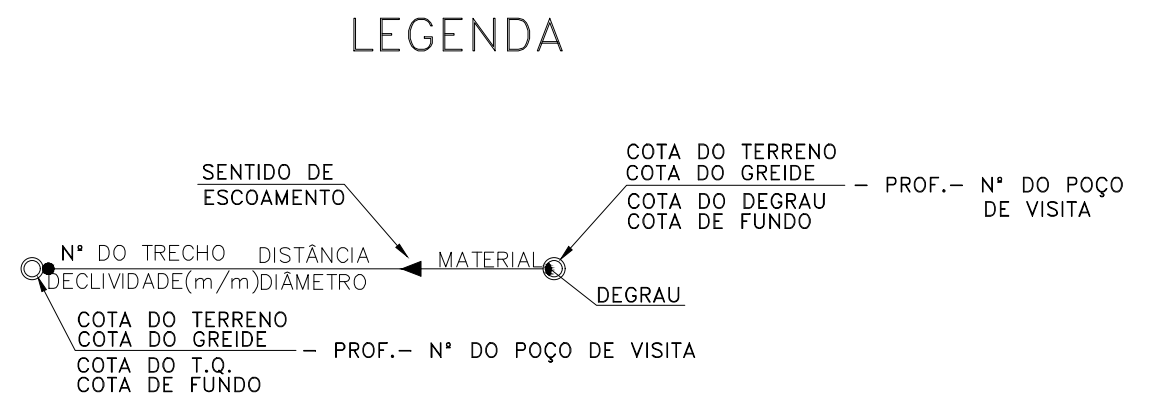 LEGENDA
SENTIDO DE
ESCOAMENTO
COTA DO TERRENO
COTA DO GREIDE
COTA DO DEGRAU
COTA DE FUNDO
– PROF.– Nº DO POÇO
DE VISITA
Nº DO TRECHO DISTÂNCIA
MATERIAL
DECLIVIDADE(m/m)DIÂMETRO
DEGRAU
COTA DO TERRENO
COTA DO GREIDE
– PROF.– Nº DO POÇO DE VISITA
COTA DO T.Q.
COTA DE FUNDO